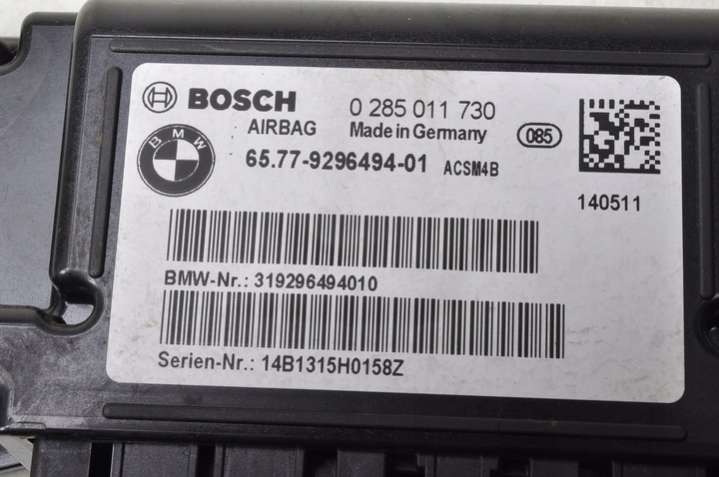 BOSCH 0 285 011 730
AIRBAG Made in Germany 085
BMW 65.77-9296494-01 ACSM4B
140511
BMW-Nr.: 319296494010
Serien-Nr.: 14B1315H0158Z